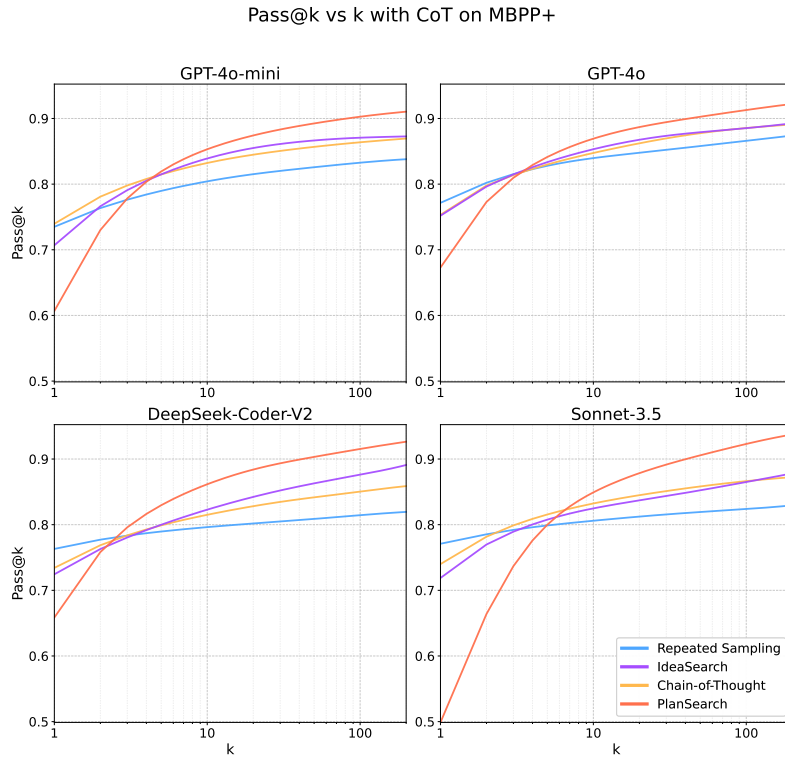 Pass@k vs k with CoT on MBPP+
GPT-4o-mini
GPT-4o
0.9
0.8
0.7
0.6
0.5
Pass@k
1
10
100
0.9
0.8
0.7
0.6
0.5
1
10
100
DeepSeek-Coder-V2
Sonnet-3.5
0.9
0.8
0.7
0.6
0.5
Pass@k
1
10
100
k
0.9
0.8
0.7
0.6
0.5
1
10
100
k
Repeated Sampling
IdeaSearch
Chain-of-Thought
PlanSearch